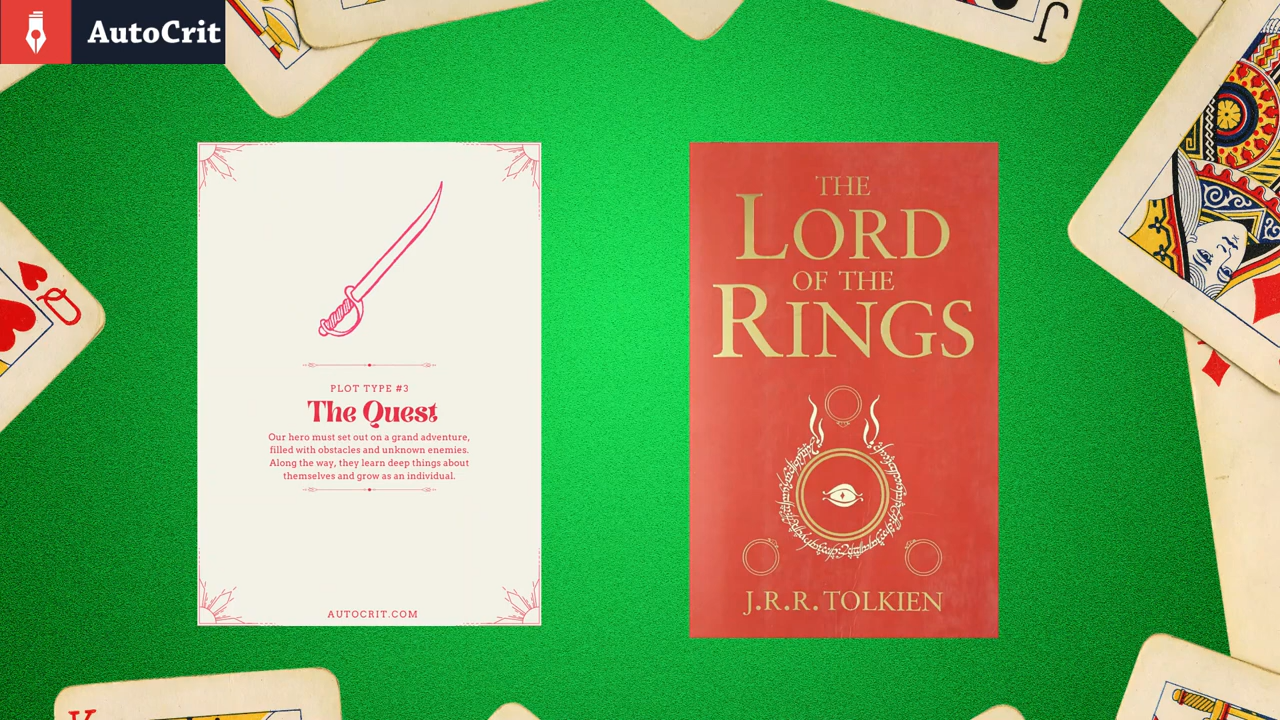 AutoCrit
J
Q
PLOT TYPE #3
The Quest
Our hero must set out on a grand adventure,
filled with obstacles and unknown enemies.
Along the way, they learn deep things about
themselves and grow as an individual.
AUTOCRIT.COM
THE
LORD
OF THE
RINGS
J.R.R. TOLKIEN
K